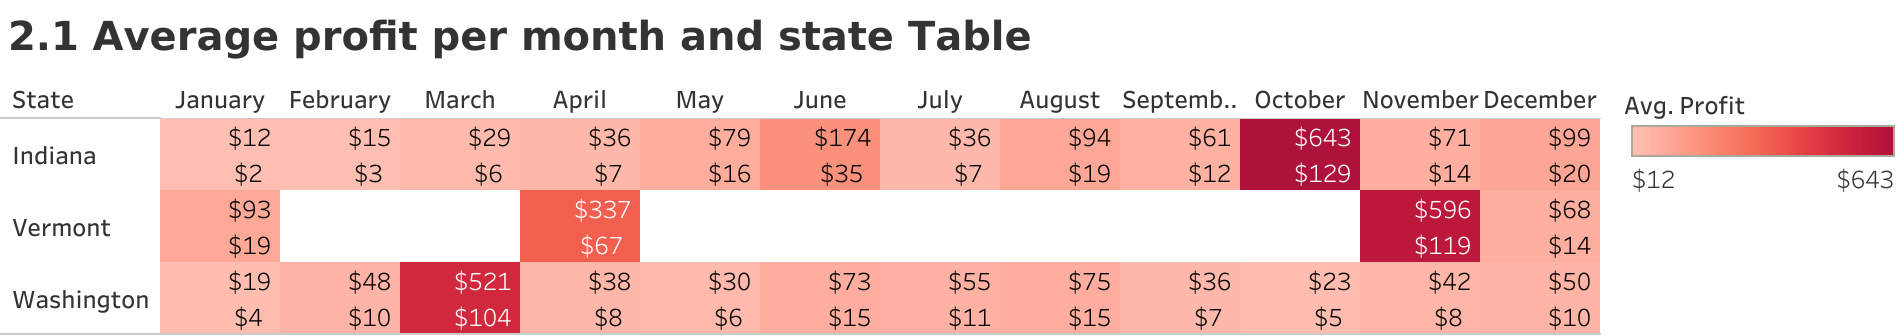 2.1 Average profit per month and state Table
State January February March April May June July August Septemb.. October November December
Indiana
$12 $15 $29 $36 $79 $174 $36 $94 $61 $643 $71 $99
$2 $3 $6 $7 $16 $35 $7 $19 $12 $129 $14 $20
Vermont
$93 $337 $596 $68
$19 $67 $119 $14
Washington
$19 $48 $521 $38 $30 $73 $55 $75 $36 $23 $42 $50
$4 $10 $104 $8 $6 $15 $11 $15 $7 $5 $8 $10
Avg. Profit
$12 $643